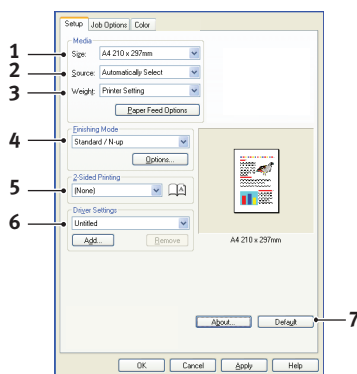 Setup Job Options Color
Media
1 Size: A4 210 x 297mm
2 Source: Automatically Select
3 Weight: Printer Setting
Paper Feed Options
Finishing Mode
4 Standard / N-up
Options...
2-Sided Printing
5 (None) A
Driver Settings
6 Untitled
Add... Remove
A4 210 x 297mm
About... Default 7
OK Cancel Apply Help